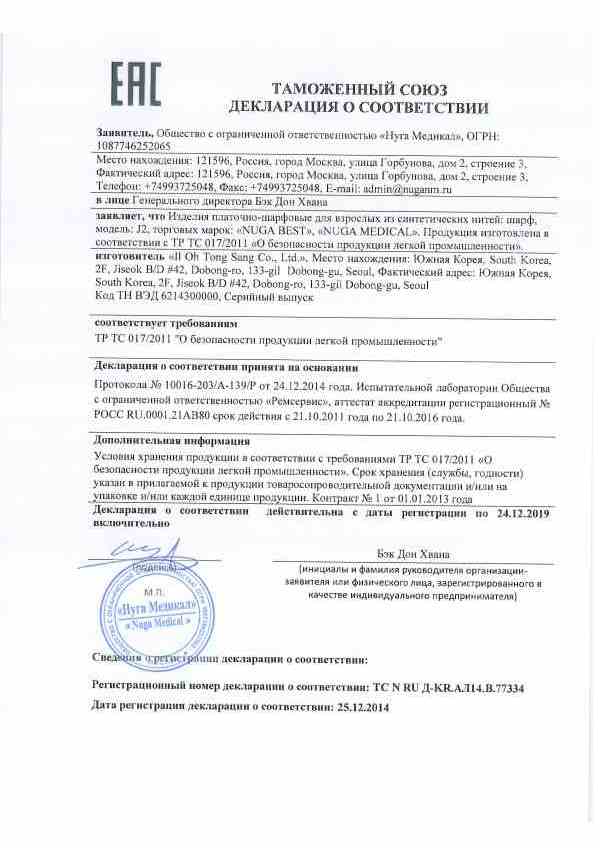 EAC
ТАМОЖЕННЫЙ СОЮЗ
ДЕКЛАРАЦИЯ О СООТВЕТСТВИИ
Заявитель, Общество с ограниченной ответственностью «Нуга Медикал», ОГРН:
1087746252065
Место нахождения: 121596, Россия, город Москва, улица Горбунова, дом 2, строение 3,
Фактический адрес: 121596, Россия, город Москва, улица Горбунова, дом 2, строение 3,
Телефон: +74993725048, Факс: +74993725048, E-mail: admin@nuganm.ru
в лице Генерального директора Бэк Дон Хвана
заявляет, что Изделия платочно-шарфовые для взрослых из синтетических нитей: шарф,
модель: J2, торговых марок: «NUGA BEST», «NUGA MEDICAL». Продукция изготовлена в
соответствии с ТР ТС 017/2011 «О безопасности продукции легкой промышленности».
изготовитель «Il Oh Tong Sang Co., Ltd.», Место нахождения: Южная Корея, South Korea,
2F, Jiseok B/D #42, Dobong-ro, 133-gil Dobong-gu, Seoul, Фактический адрес: Южная Корея,
South Korea, 2F, Jiseok B/D #42, Dobong-ro, 133-gil Dobong-gu, Seoul
Код ТН ВЭД 6214300000, Серийный выпуск
соответствует требованиям
ТР ТС 017/2011 "О безопасности продукции легкой промышленности"
Декларация о соответствии принята на основании
Протокола № 10016-203/А-139/Р от 24.12.2014 года. Испытательной лаборатории Общества
с ограниченной ответственностью «Ремсервис», аттестат аккредитации регистрационный №
РОСС RU.0001.21АВ80 срок действия с 21.10.2011 года по 21.10.2016 года.
Дополнительная информация
Условия хранения продукции в соответствии с требованиями ТР ТС 017/2011 «О
безопасности продукции легкой промышленности». Срок хранения (службы, годности)
указан в прилагаемой к продукции товаросопроводительной документации и/или на
упаковке и/или каждой единице продукции. Контракт № 1 от 01.01.2013 года
Декларация о соответствии действительна с даты регистрации по 24.12.2019
включительно
Бэк Дон Хвана
(подпись)
(инициалы и фамилия руководителя организации-
заявителя или физического лица, зарегистрированного в
качестве индивидуального предпринимателя)
М.П.
«Нуга Медикал»
« Nuga Medical »
Сведения о регистрации декларации о соответствии:
Регистрационный номер декларации о соответствии: ТС N RU Д-KR.АЛ14.В.77334
Дата регистрации декларации о соответствии: 25.12.2014